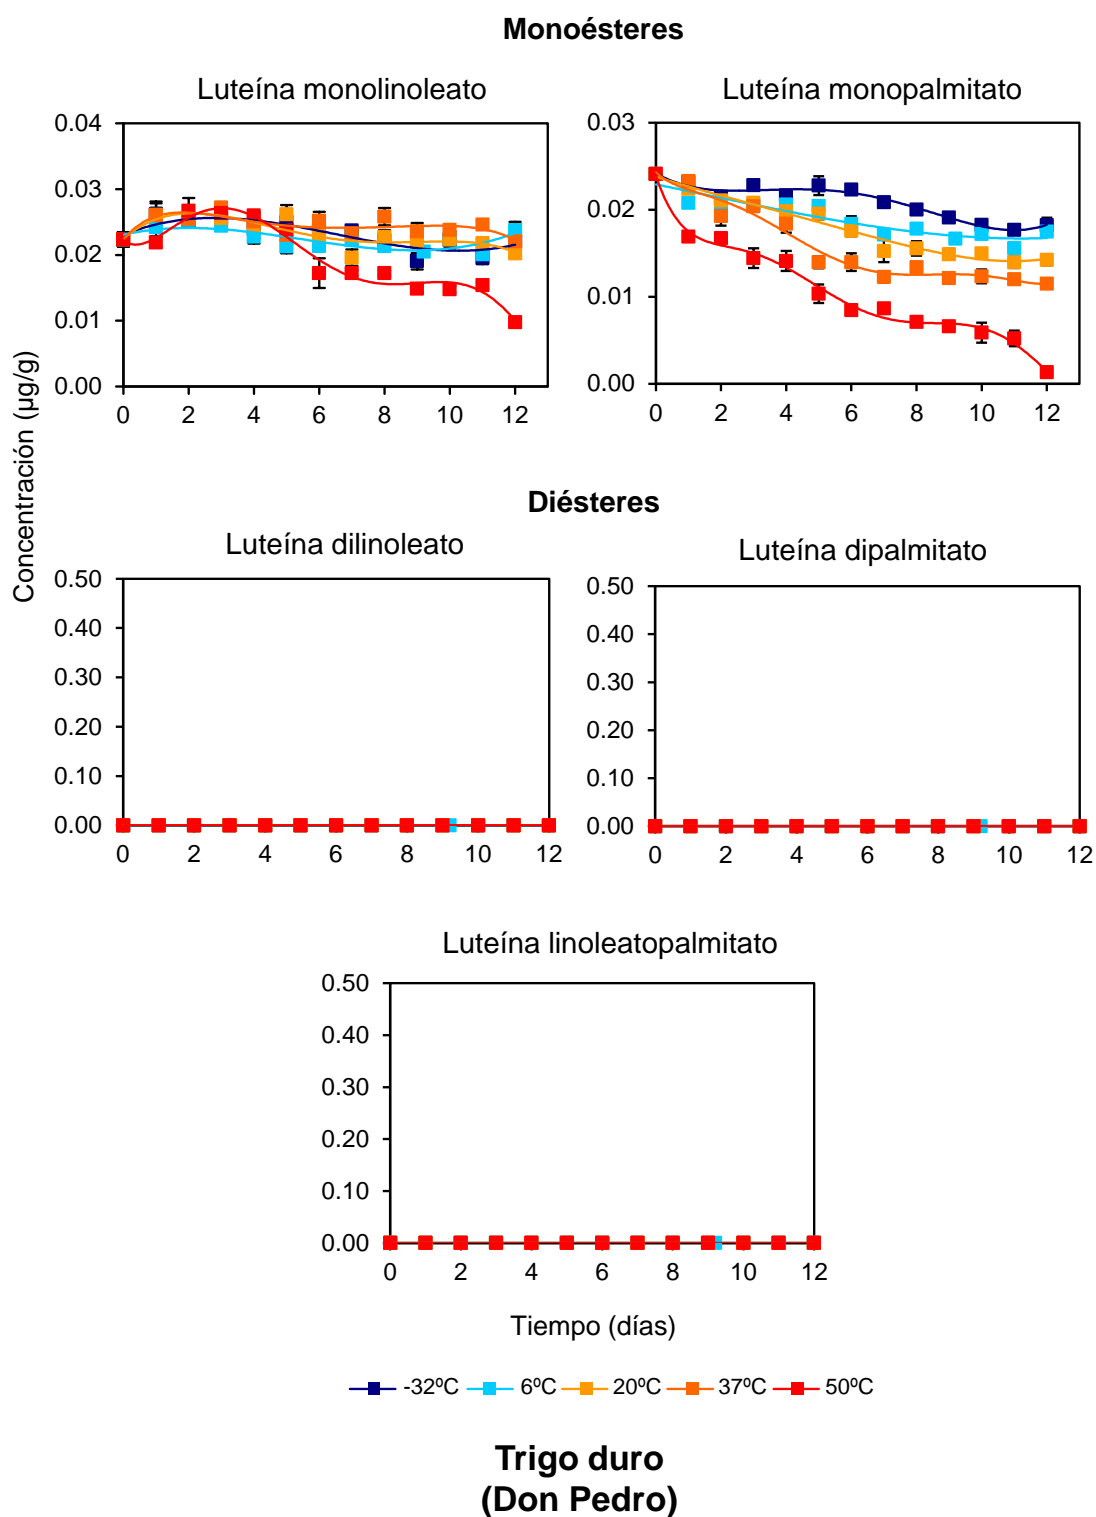 Monoésteres
Luteína monolinoleato
Luteína monopalmitato
0.04
0.03
0.02
0.01
0.00
0 2 4 6 8 10 12
0.03
0.02
0.01
0.00
0 2 4 6 8 10 12
Concentración (µg/g)
Diésteres
Luteína dilinoleato
Luteína dipalmitato
0.50
0.40
0.30
0.20
0.10
0.00
0 2 4 6 8 10 12
0.50
0.40
0.30
0.20
0.10
0.00
0 2 4 6 8 10 12
Luteína linoleatopalmitato
0.50
0.40
0.30
0.20
0.10
0.00
0 2 4 6 8 10 12
Tiempo (días)
-32ºC 6ºC 20ºC 37ºC 50ºC
Trigo duro
(Don Pedro)